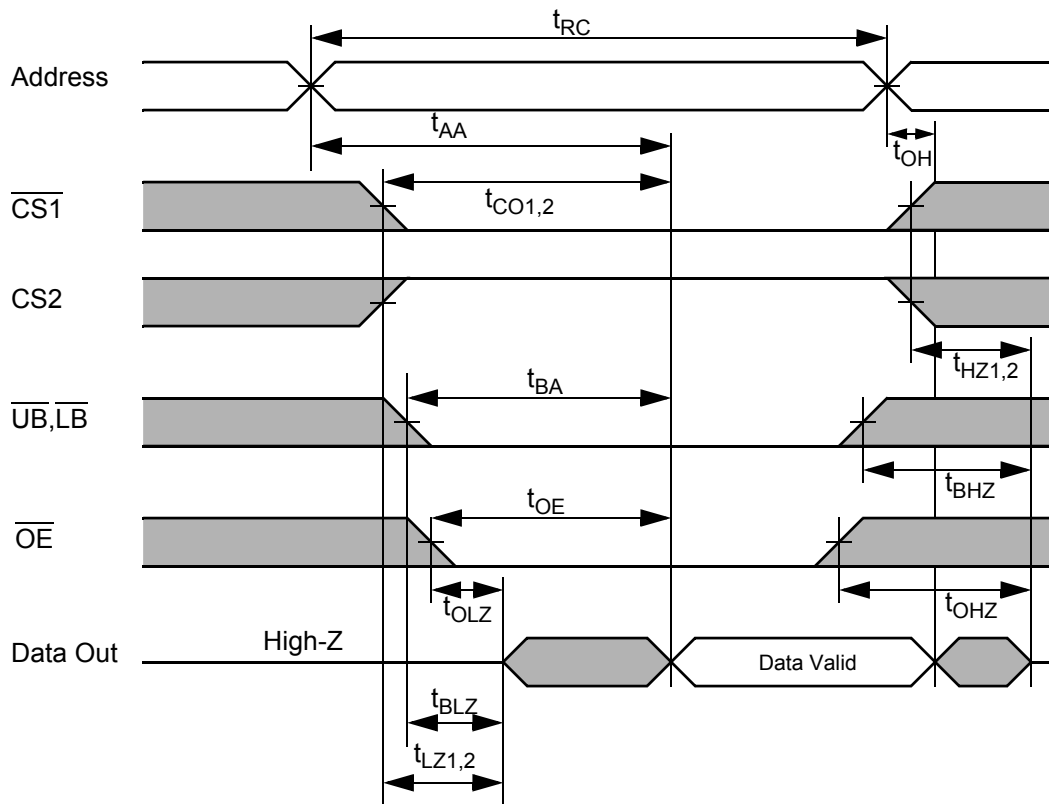 tRC
Address
tAA
tOH
CS1
tCO1,2
CS2
tHZ1,2
tBA
UB,LB
tBHZ
tOE
OE
tOLZ
tOHZ
High-Z
Data Out
Data Valid
tBLZ
tLZ1,2